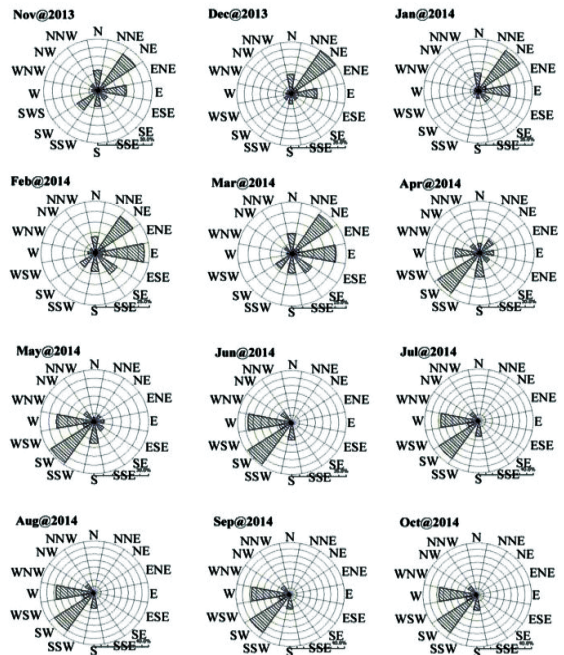 Nov@2013
N
NNW NNE
NW NE
WNW ENE
W E
SWS ESE
SW SE
SSW SSE
S
Dec@2013
N
NNW NNE
NW NE
WNW ENE
W E
WSW ESE
SW SE
SSW SSE
S
Jan@2014
N
NNW NNE
NW NE
WNW ENE
W E
WSW ESE
SW SE
SSW SSE
S
Feb@2014
N
NNW NNE
NW NE
WNW ENE
W E
WSW ESE
SW SE
SSW SSE
S
Mar@2014
N
NNW NNE
NW NE
WNW ENE
W E
WSW ESE
SW SE
SSW SSE
S
Apr@2014
N
NNW NNE
NW NE
WNW ENE
W E
WSW ENE
SW SE
SSW SSE
S
May@2014
N
NNW NNE
NW NE
WNW ENE
W E
WSW ESE
SW SE
SSW SSE
S
Jun@2014
N
NNW NNE
NW NE
WNW ENE
W E
WSW ESE
SW SE
SSW SSE
S
Jul@2014
N
NNW NNE
NW NE
WNW ENE
W E
WSW ESE
SW SE
SSW SSE
S
Aug@2014
N
NNW NNE
NW NE
WNW ENE
W E
WSW ESE
SW SE
SSW SSE
S
Sep@2014
N
NNW NNE
NW NE
WNW ENE
W E
WSW ESE
SW SE
SSW SSE
S
Oct@2014
N
NNW NNE
NW NE
WNW ENE
W E
WSW ESE
SW SE
SSW SSE
S